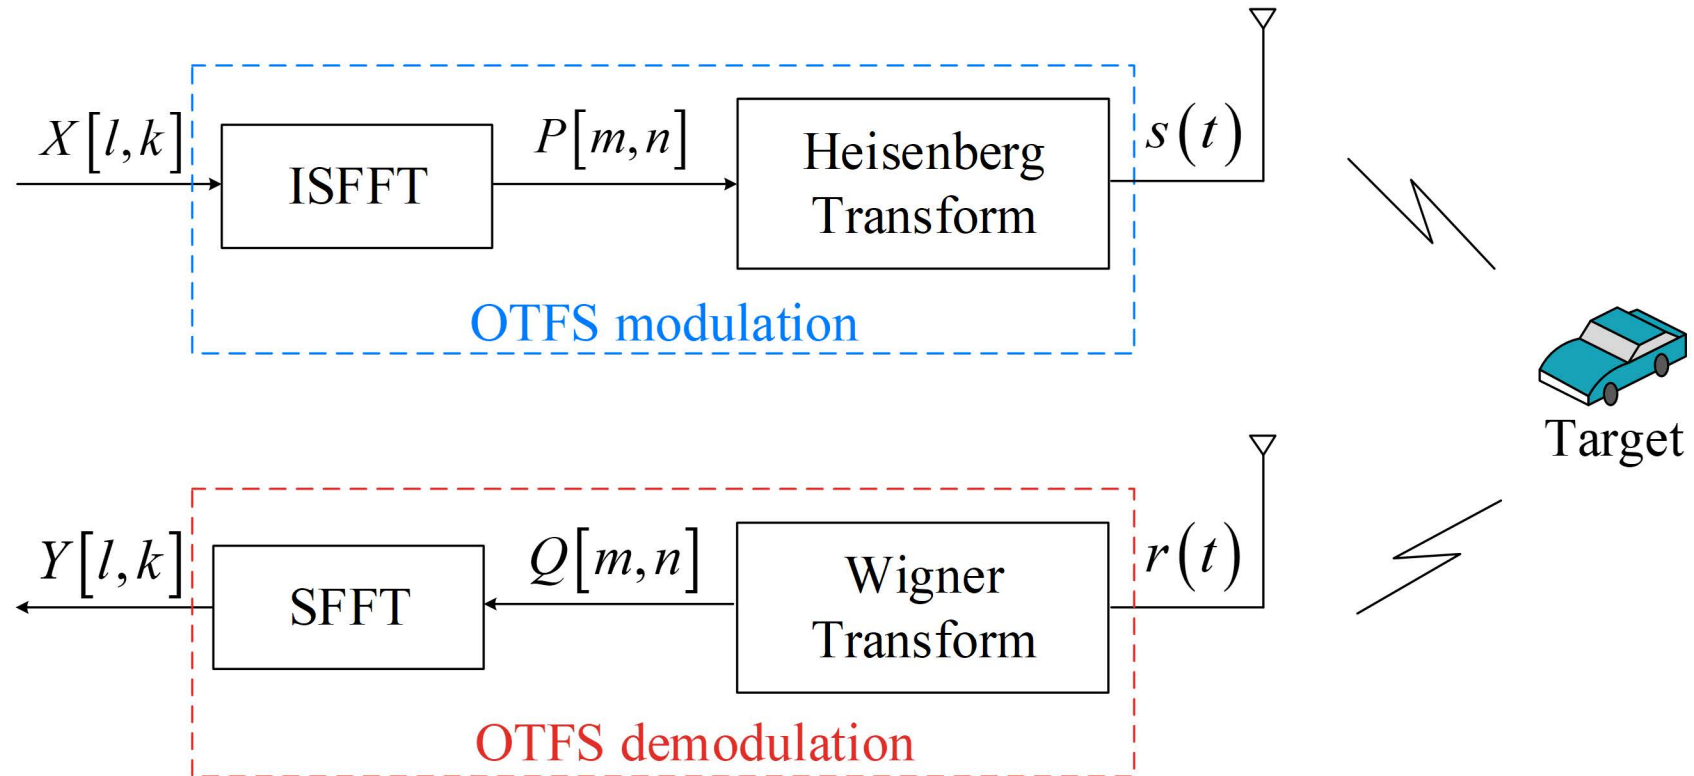 X[l,k]
ISFFT
P[m,n]
Heisenberg
Transform
s(t)
OTFS modulation
Target
Y[l,k]
SFFT
Q[m,n]
Wigner
Transform
r(t)
OTFS demodulation